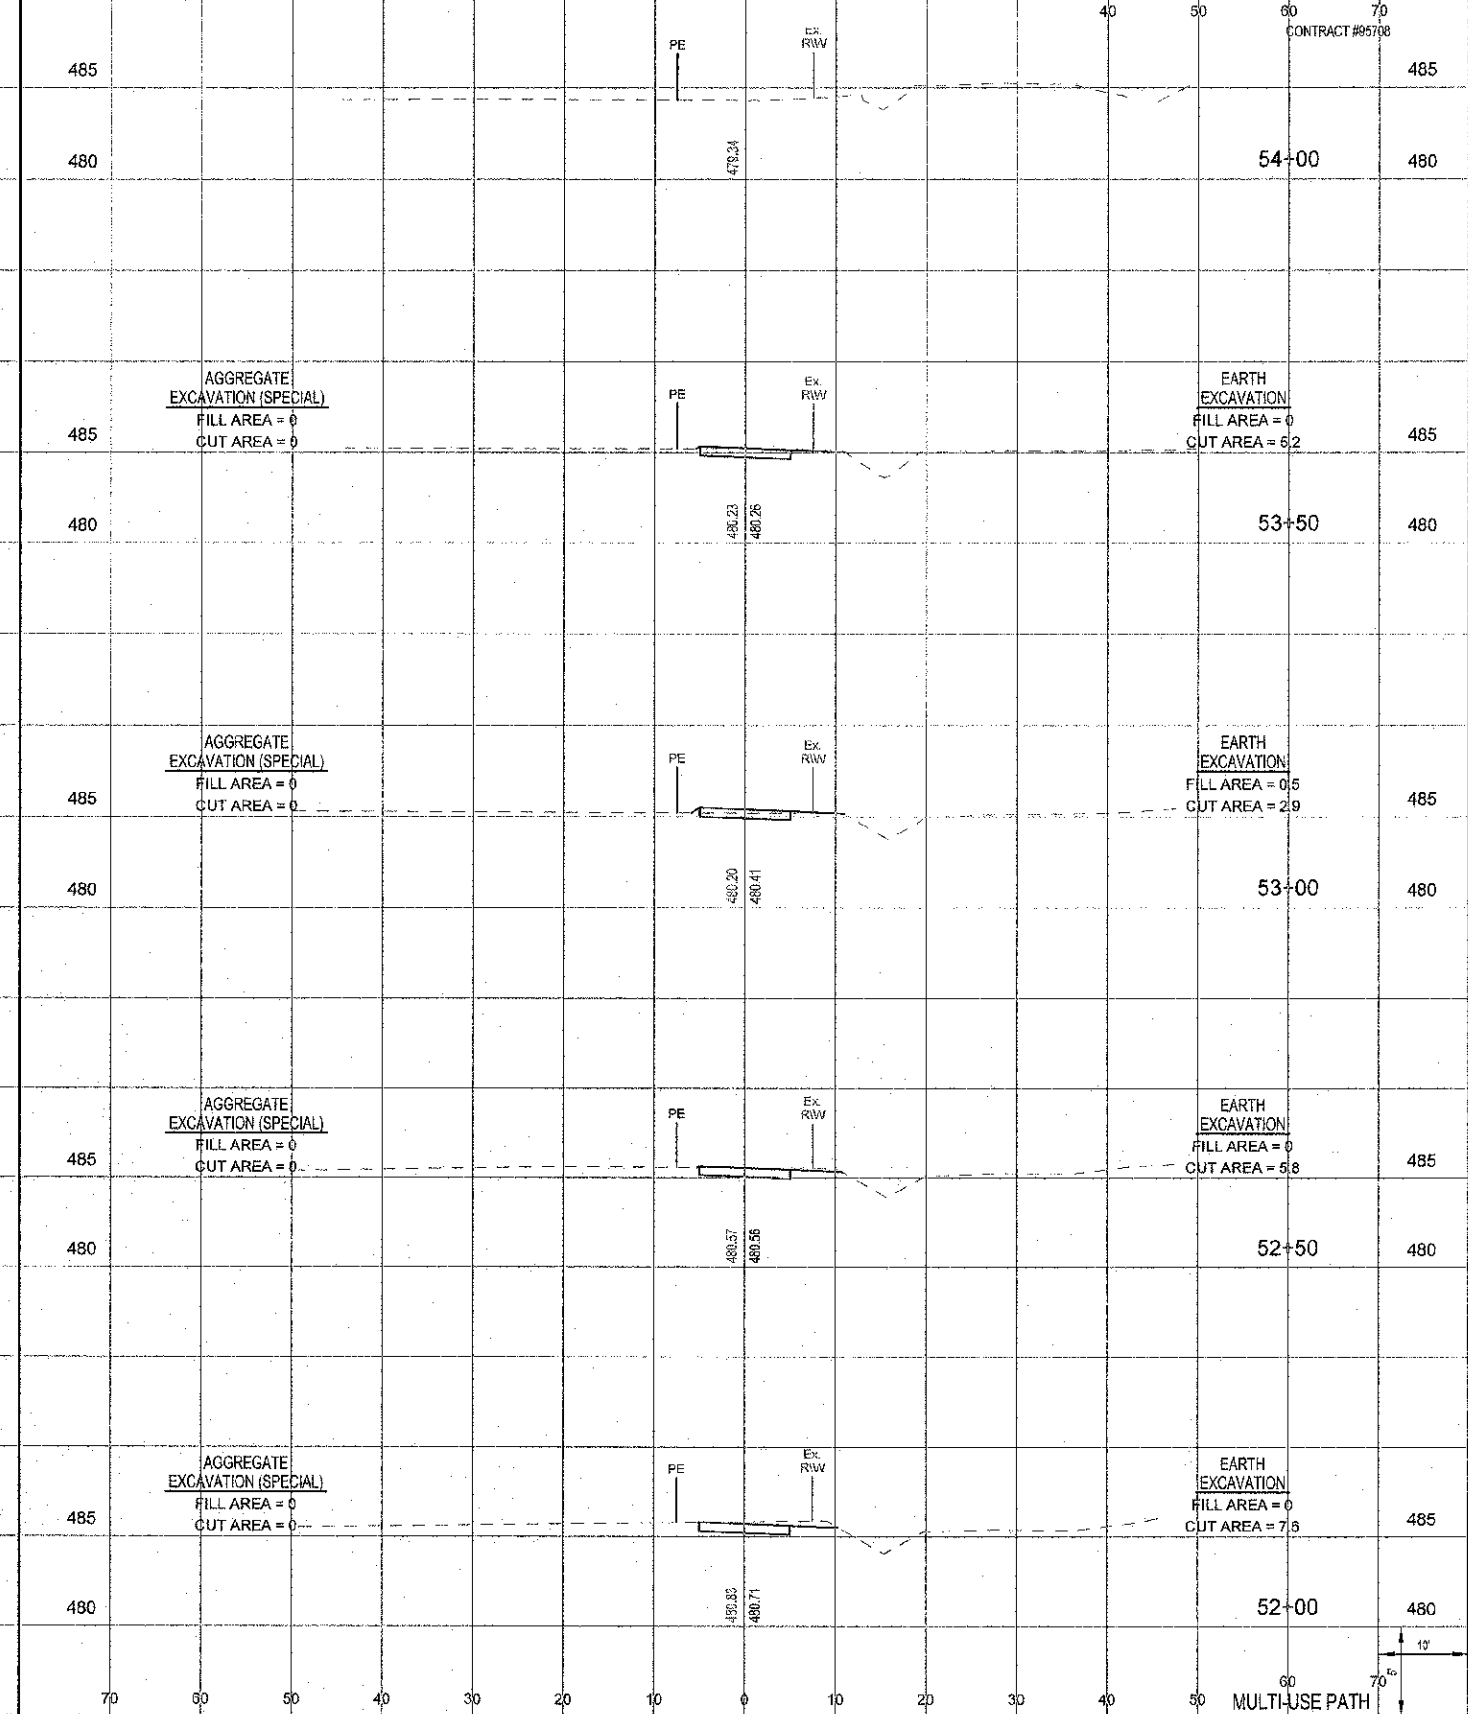 40 50 60 70
CONTRACT #95708
PE
Ex.
R\W
485 485
480 479.34 54+00 480
AGGREGATE
EXCAVATION (SPECIAL)
FILL AREA = 0
CUT AREA = 0
PE
Ex.
R\W
EARTH
EXCAVATION
FILL AREA = 0
CUT AREA = 6.2
485 485
480 480.23 480.26 53+50 480
AGGREGATE
EXCAVATION (SPECIAL)
FILL AREA = 0
CUT AREA = 0
PE
Ex.
R\W
EARTH
EXCAVATION
FILL AREA = 0.5
CUT AREA = 2.9
485 485
480 480.20 480.41 53+00 480
AGGREGATE
EXCAVATION (SPECIAL)
FILL AREA = 0
CUT AREA = 0
PE
Ex.
R\W
EARTH
EXCAVATION
FILL AREA = 0
CUT AREA = 5.8
485 485
480 480.57 480.56 52+50 480
AGGREGATE
EXCAVATION (SPECIAL)
FILL AREA = 0
CUT AREA = 0
PE
Ex.
R\W
EARTH
EXCAVATION
FILL AREA = 0
CUT AREA = 7.6
485 485
480 480.83 480.71 52+00 480
10'
70 60 50 40 30 20 10 0 10 20 30 40 50 60 70
MULTI-USE PATH